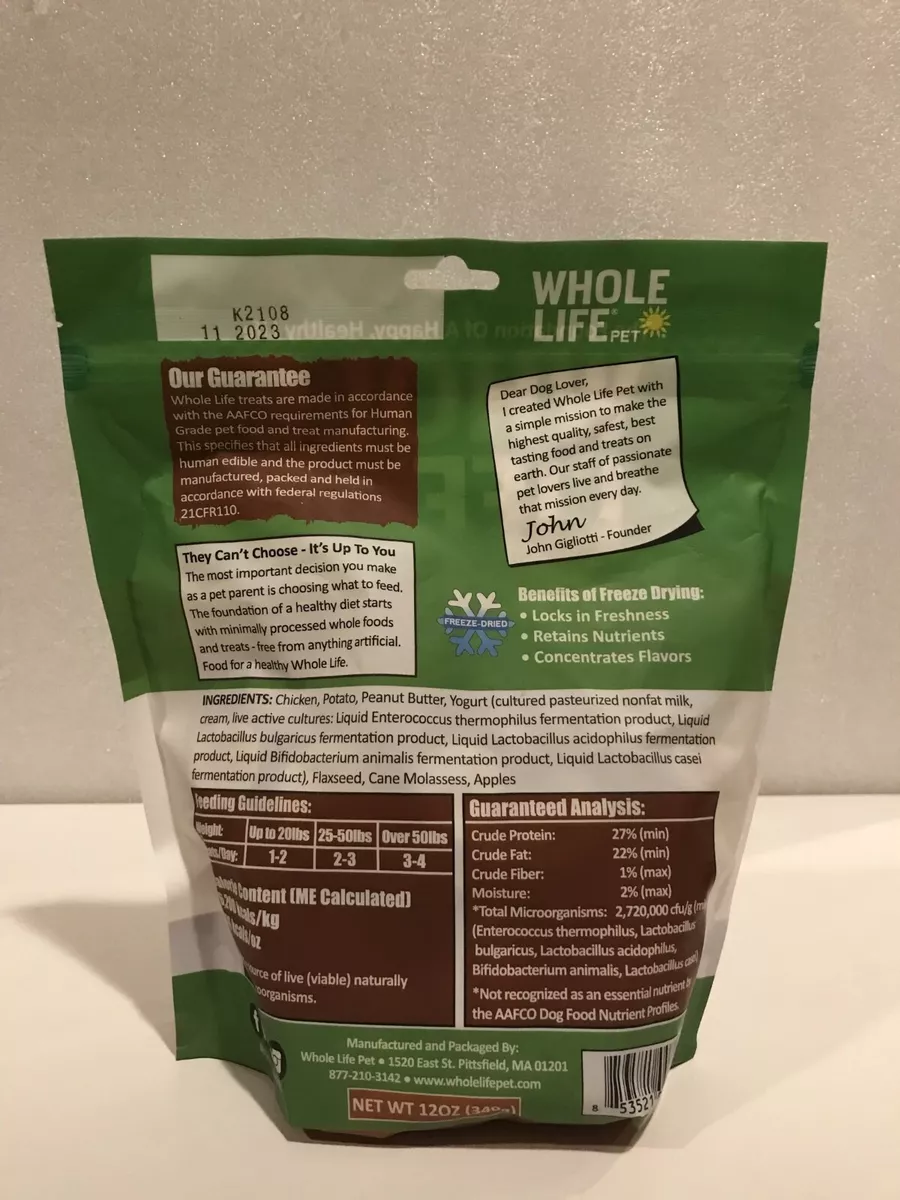 K2108
11 2023
WHOLE
LIFE®
PET
Our Guarantee
Whole Life treats are made in accordance
with the AAFCO requirements for Human
Grade pet food and treat manufacturing.
This specifies that all ingredients must be
human edible and the product must be
manufactured, packed and held in
accordance with federal regulations
21CFR110.
Dear Dog Lover,
I created Whole Life Pet with
a simple mission to make the
highest quality, safest, best
tasting food and treats on
earth. Our staff of passionate
pet lovers live and breathe
that mission every day.
John
John Gigliotti - Founder
They Can't Choose - It's Up To You
The most important decision you make
as a pet parent is choosing what to feed.
The foundation of a healthy diet starts
with minimally processed whole foods
and treats - free from anything artificial.
Food for a healthy Whole Life.
FREEZE-DRIED
Benefits of Freeze Drying:
• Locks in Freshness
• Retains Nutrients
• Concentrates Flavors
INGREDIENTS: Chicken, Potato, Peanut Butter, Yogurt (cultured pasteurized nonfat milk,
cream, live active cultures: Liquid Enterococcus thermophilus fermentation product, Liquid
Lactobacillus bulgaricus fermentation product, Liquid Lactobacillus acidophilus fermentation
product, Liquid Bifidobacterium animalis fermentation product, Liquid Lactobacillus casei
fermentation product), Flaxseed, Cane Molassess, Apples
eeding Guidelines:
Weight: Up to 20lbs 25-50lbs Over 50lbs
/Day: 1-2 2-3 3-4
Content (ME Calculated)
kcals/kg
kcals/oz
of live (viable) naturally
Guaranteed Analysis:
Crude Protein: 27% (min)
Crude Fat: 22% (min)
Crude Fiber: 1% (max)
Moisture: 2% (max)
*Total Microorganisms: 2,720,000 cfu/g
(Enterococcus thermophilus, Lactobacillus
bulgaricus, Lactobacillus acidophilus,
Bifidobacterium animalis, Lactobacillus
*Not recognized as an essential nutrient
the AAFCO Dog Food Nutrient Profiles.
Manufactured and Packaged By:
Whole Life Pet • 1520 East St. Pittsfield, MA 01201
877-210-3142 • www.wholelifepet.com
NET WT 12OZ
8 53521